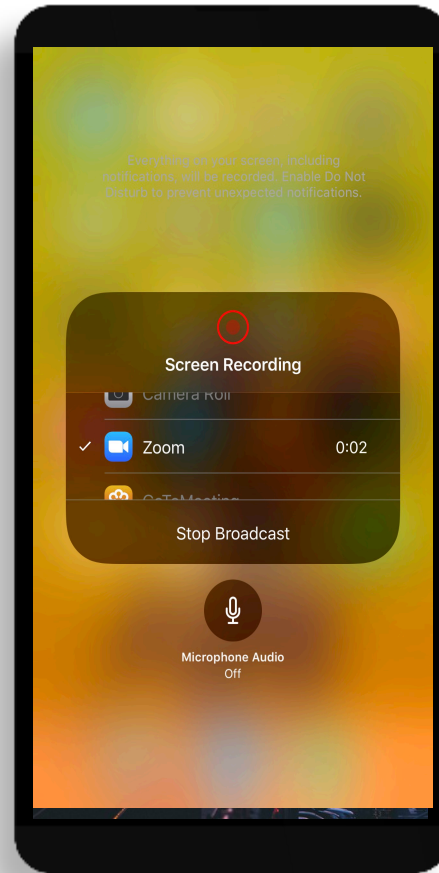 Everything on your screen, including
notifications, will be recorded. Enable Do Not
Disturb to prevent unexpected notifications.
Screen Recording
Camera Roll
Zoom 0:02
GoToMeeting
Stop Broadcast
Microphone Audio
Off